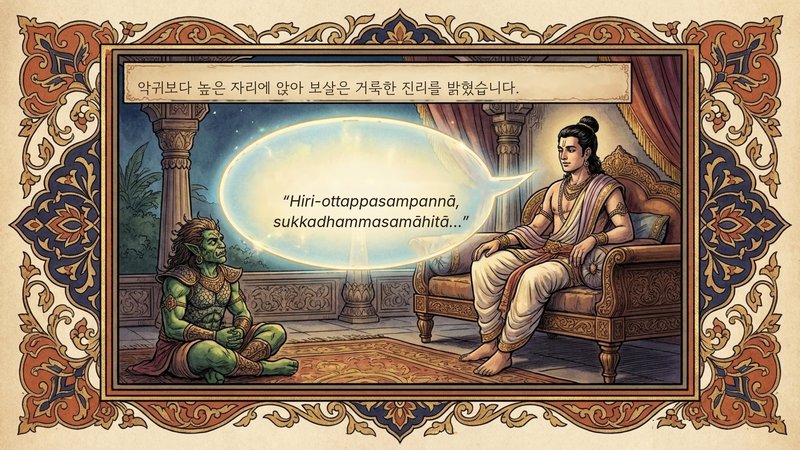 악귀보다 높은 자리에 앉아 보살은 거룩한 진리를 밝혔습니다.
“Hiri-ottappasampannā,
sukkadhammasamāhitā...”